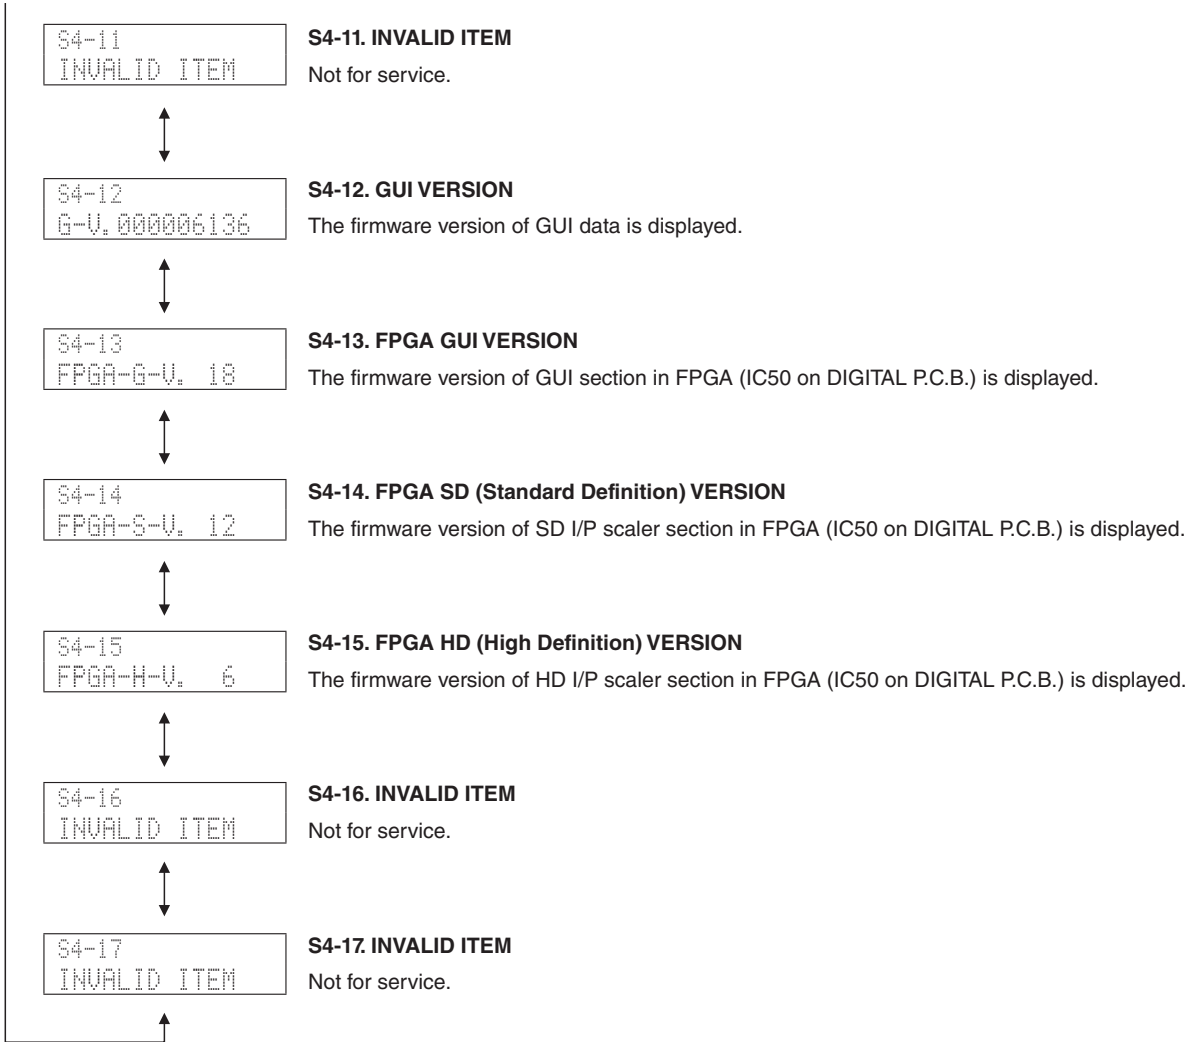 S4-11
INVALID ITEM
S4-11. INVALID ITEM
Not for service.
S4-12
G-V.000006136
S4-12. GUI VERSION
The firmware version of GUI data is displayed.
S4-13
FPGA-G-V. 18
S4-13. FPGA GUI VERSION
The firmware version of GUI section in FPGA (IC50 on DIGITAL P.C.B.) is displayed.
S4-14
FPGA-S-V. 12
S4-14. FPGA SD (Standard Definition) VERSION
The firmware version of SD I/P scaler section in FPGA (IC50 on DIGITAL P.C.B.) is displayed.
S4-15
FPGA-H-V. 6
S4-15. FPGA HD (High Definition) VERSION
The firmware version of HD I/P scaler section in FPGA (IC50 on DIGITAL P.C.B.) is displayed.
S4-16
INVALID ITEM
S4-16. INVALID ITEM
Not for service.
S4-17
INVALID ITEM
S4-17. INVALID ITEM
Not for service.